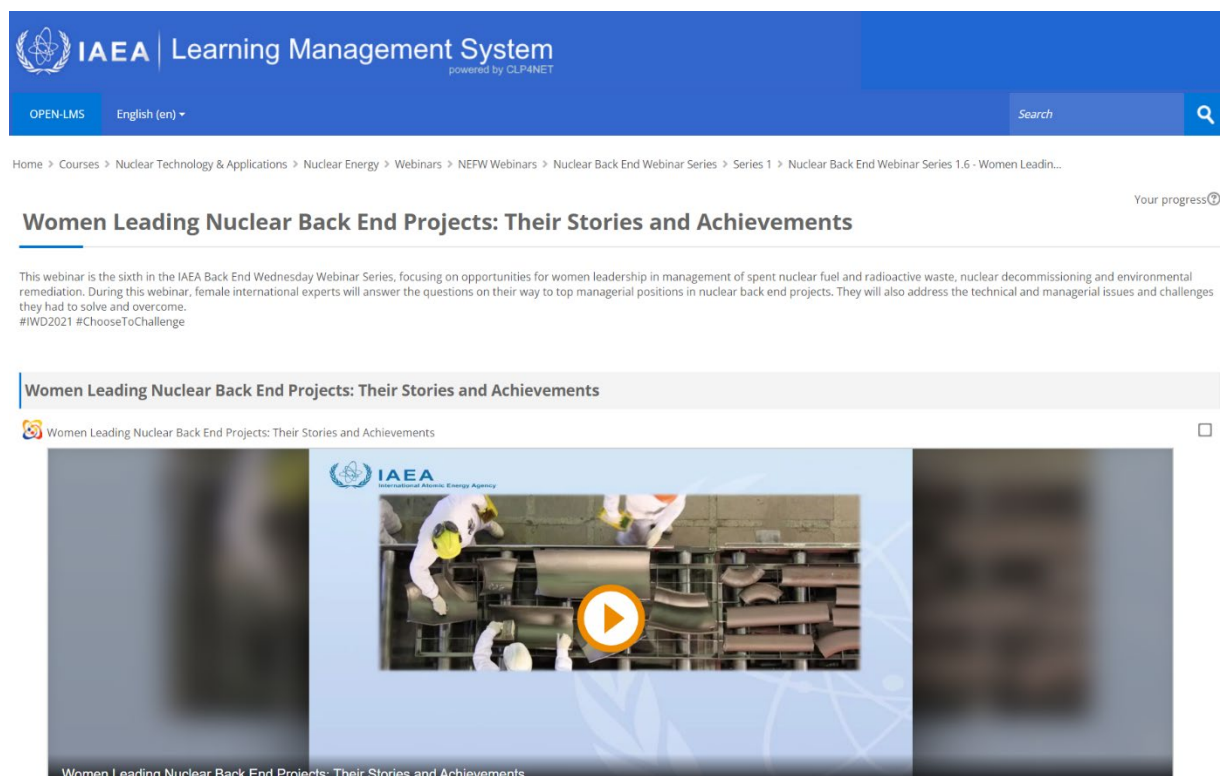 IAEA Learning Management System
powered by CLP4NET
OPEN-LMS English (en) Search
Home > Courses > Nuclear Technology & Applications > Nuclear Energy > Webinars > NEFW Webinars > Nuclear Back End Webinar Series > Series 1 > Nuclear Back End Webinar Series 1.6 - Women Leadin...
Your progress
Women Leading Nuclear Back End Projects: Their Stories and Achievements
This webinar is the sixth in the IAEA Back End Wednesday Webinar Series, focusing on opportunities for women leadership in management of spent nuclear fuel and radioactive waste, nuclear decommissioning and environmental
remediation. During this webinar, female international experts will answer the questions on their way to top managerial positions in nuclear back end projects. They will also address the technical and managerial issues and challenges
they had to solve and overcome.
#IWD2021 #ChooseToChallenge
Women Leading Nuclear Back End Projects: Their Stories and Achievements
Women Leading Nuclear Back End Projects: Their Stories and Achievements
IAEA
International Atomic Energy Agency
Women Leading Nuclear Back End Projects: Their Stories and Achievements